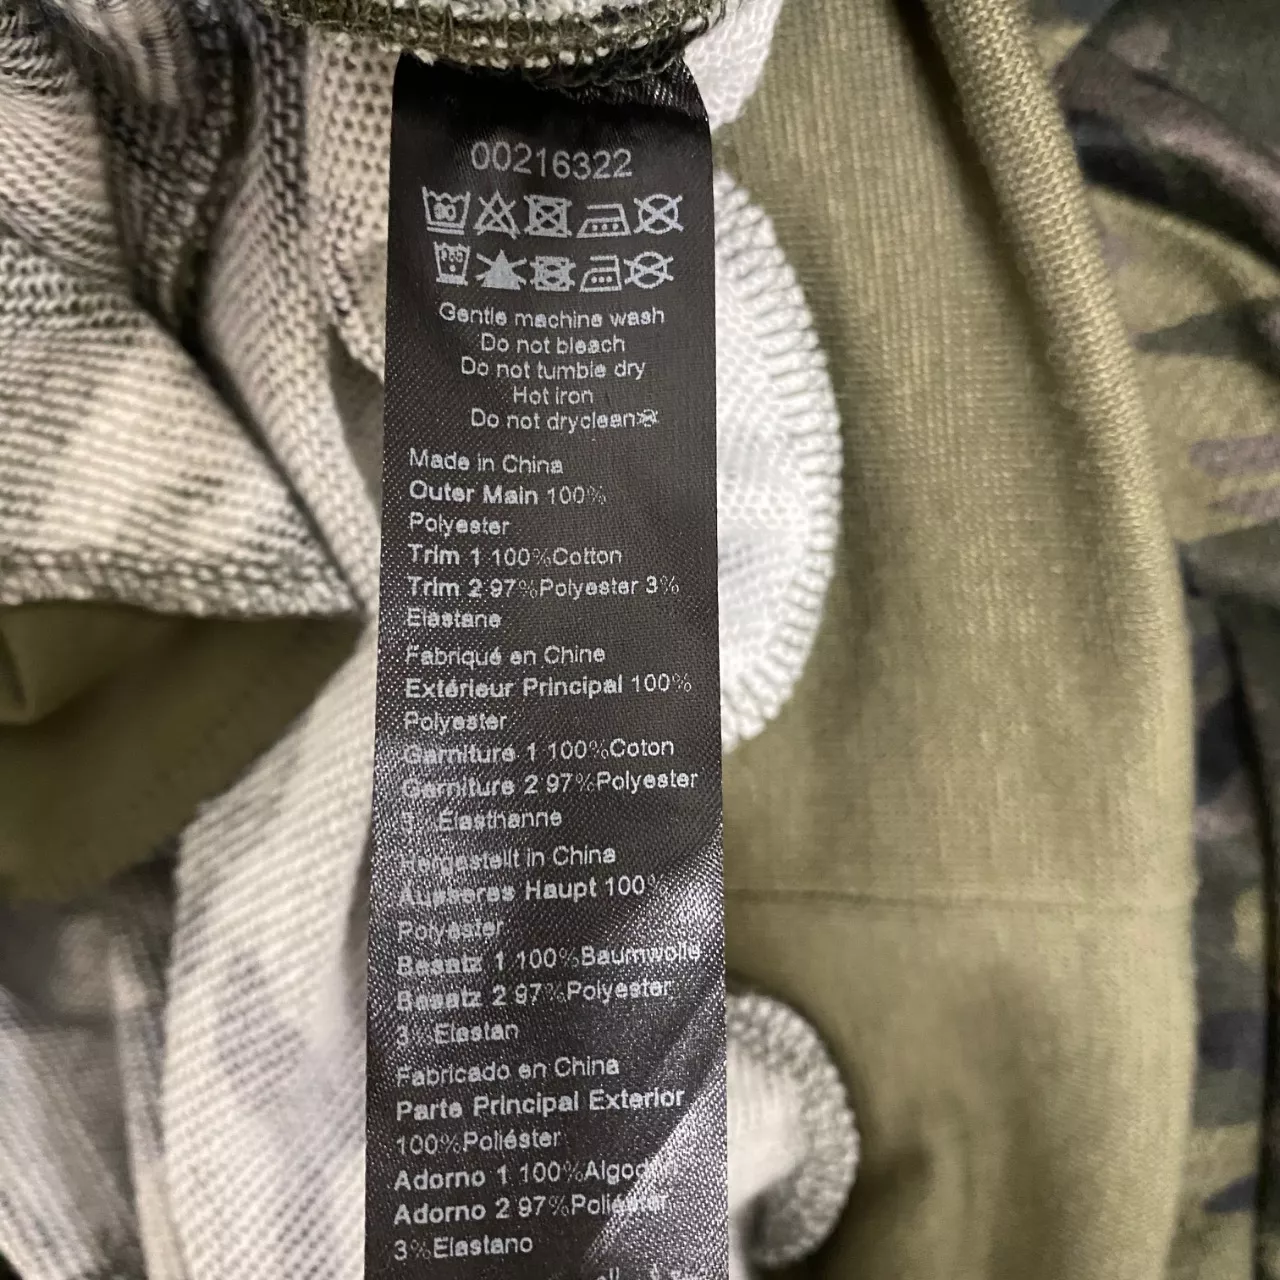 00216322
Gentle machine wash
Do not bleach
Do not tumble dry
Hot iron
Do not dryclean
Made in China
Outer Main 100%
Polyester
Trim 1 100%Cotton
Trim 2 97%Polyester 3%
Elastane
Fabriqué en Chine
Extérieur Principal 100%
Polyester
Garniture 1 100%Coton
Garniture 2 97%Polyester
3%Élasthanne
Hergestellt in China
Äusseres Haupt 100%
Polyester
Besatz 1 100%Baumwolle
Besatz 2 97%Polyester
3%Elastan
Fabricado en China
Parte Principal Exterior
100%Poliéster
Adorno 1 100%Algodón
Adorno 2 97%Poliéster
3%Elastano